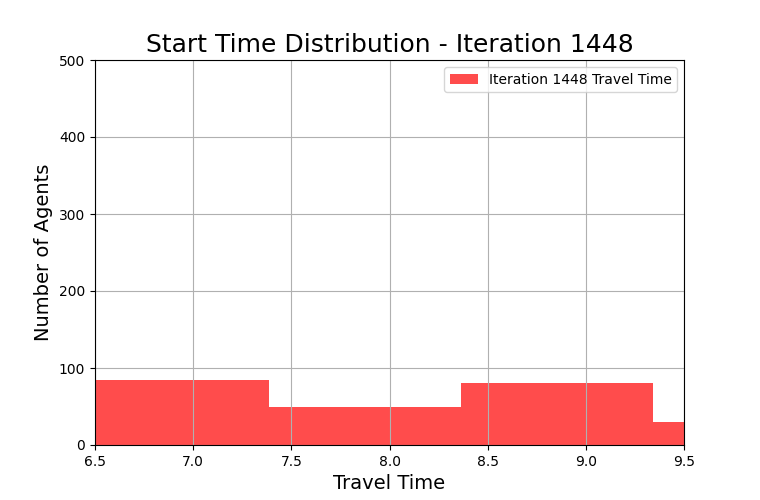 Start Time Distribution - Iteration 1448
Iteration 1448 Travel Time
Number of Agents
500
400
300
200
100
0
6.5 7.0 7.5 8.0 8.5 9.0 9.5
Travel Time